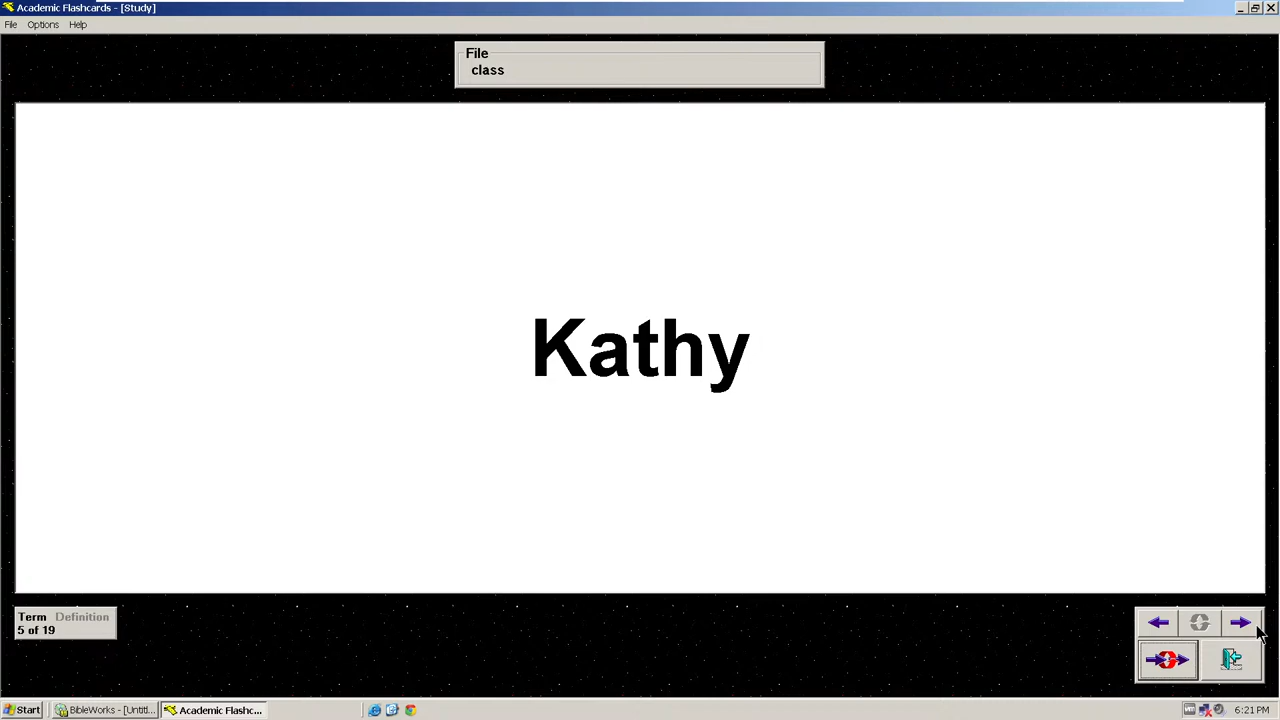 Academic Flashcards - [Study]
File Options Help
File
class
Kathy
Term Definition
5 of 19
Start BibleWorks - [Untitl... Academic Flashc... 6:21 PM